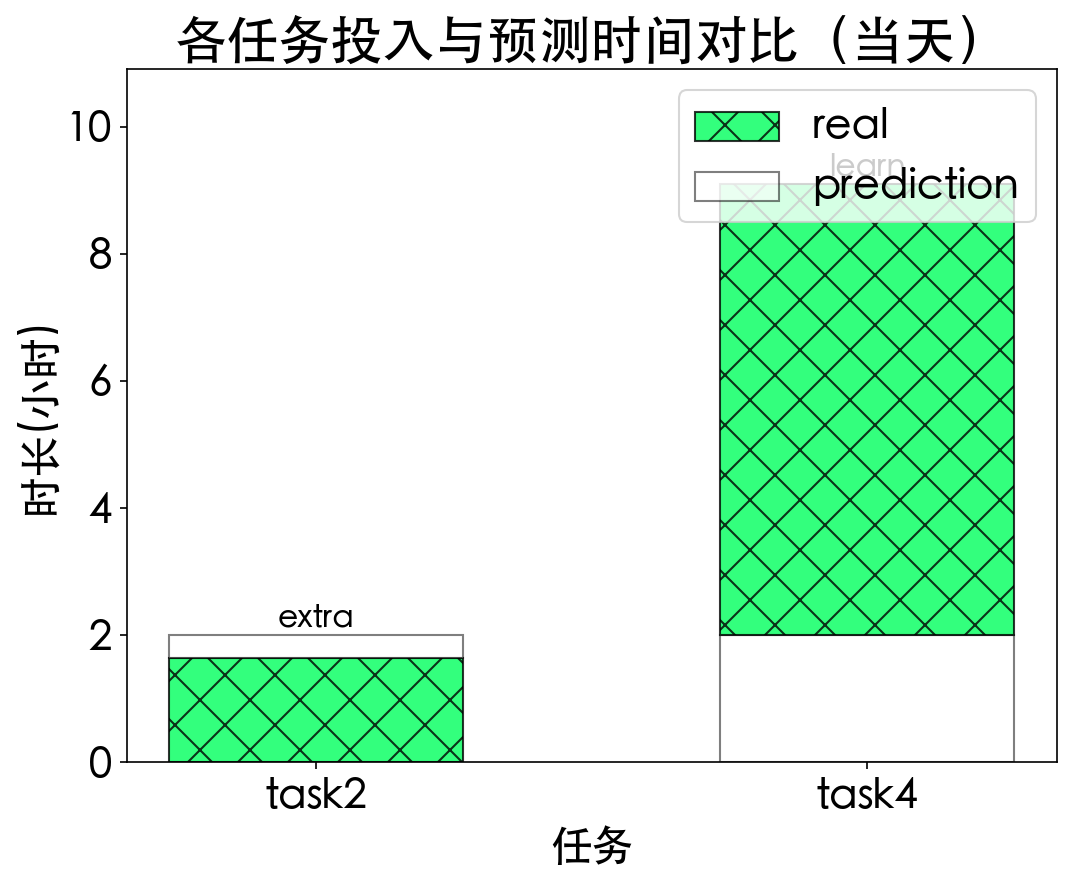 各任务投入与预测时间对比（当天）
real
learn
prediction
10
8
6
4
2
0
时长(小时)
extra
task2
task4
任务